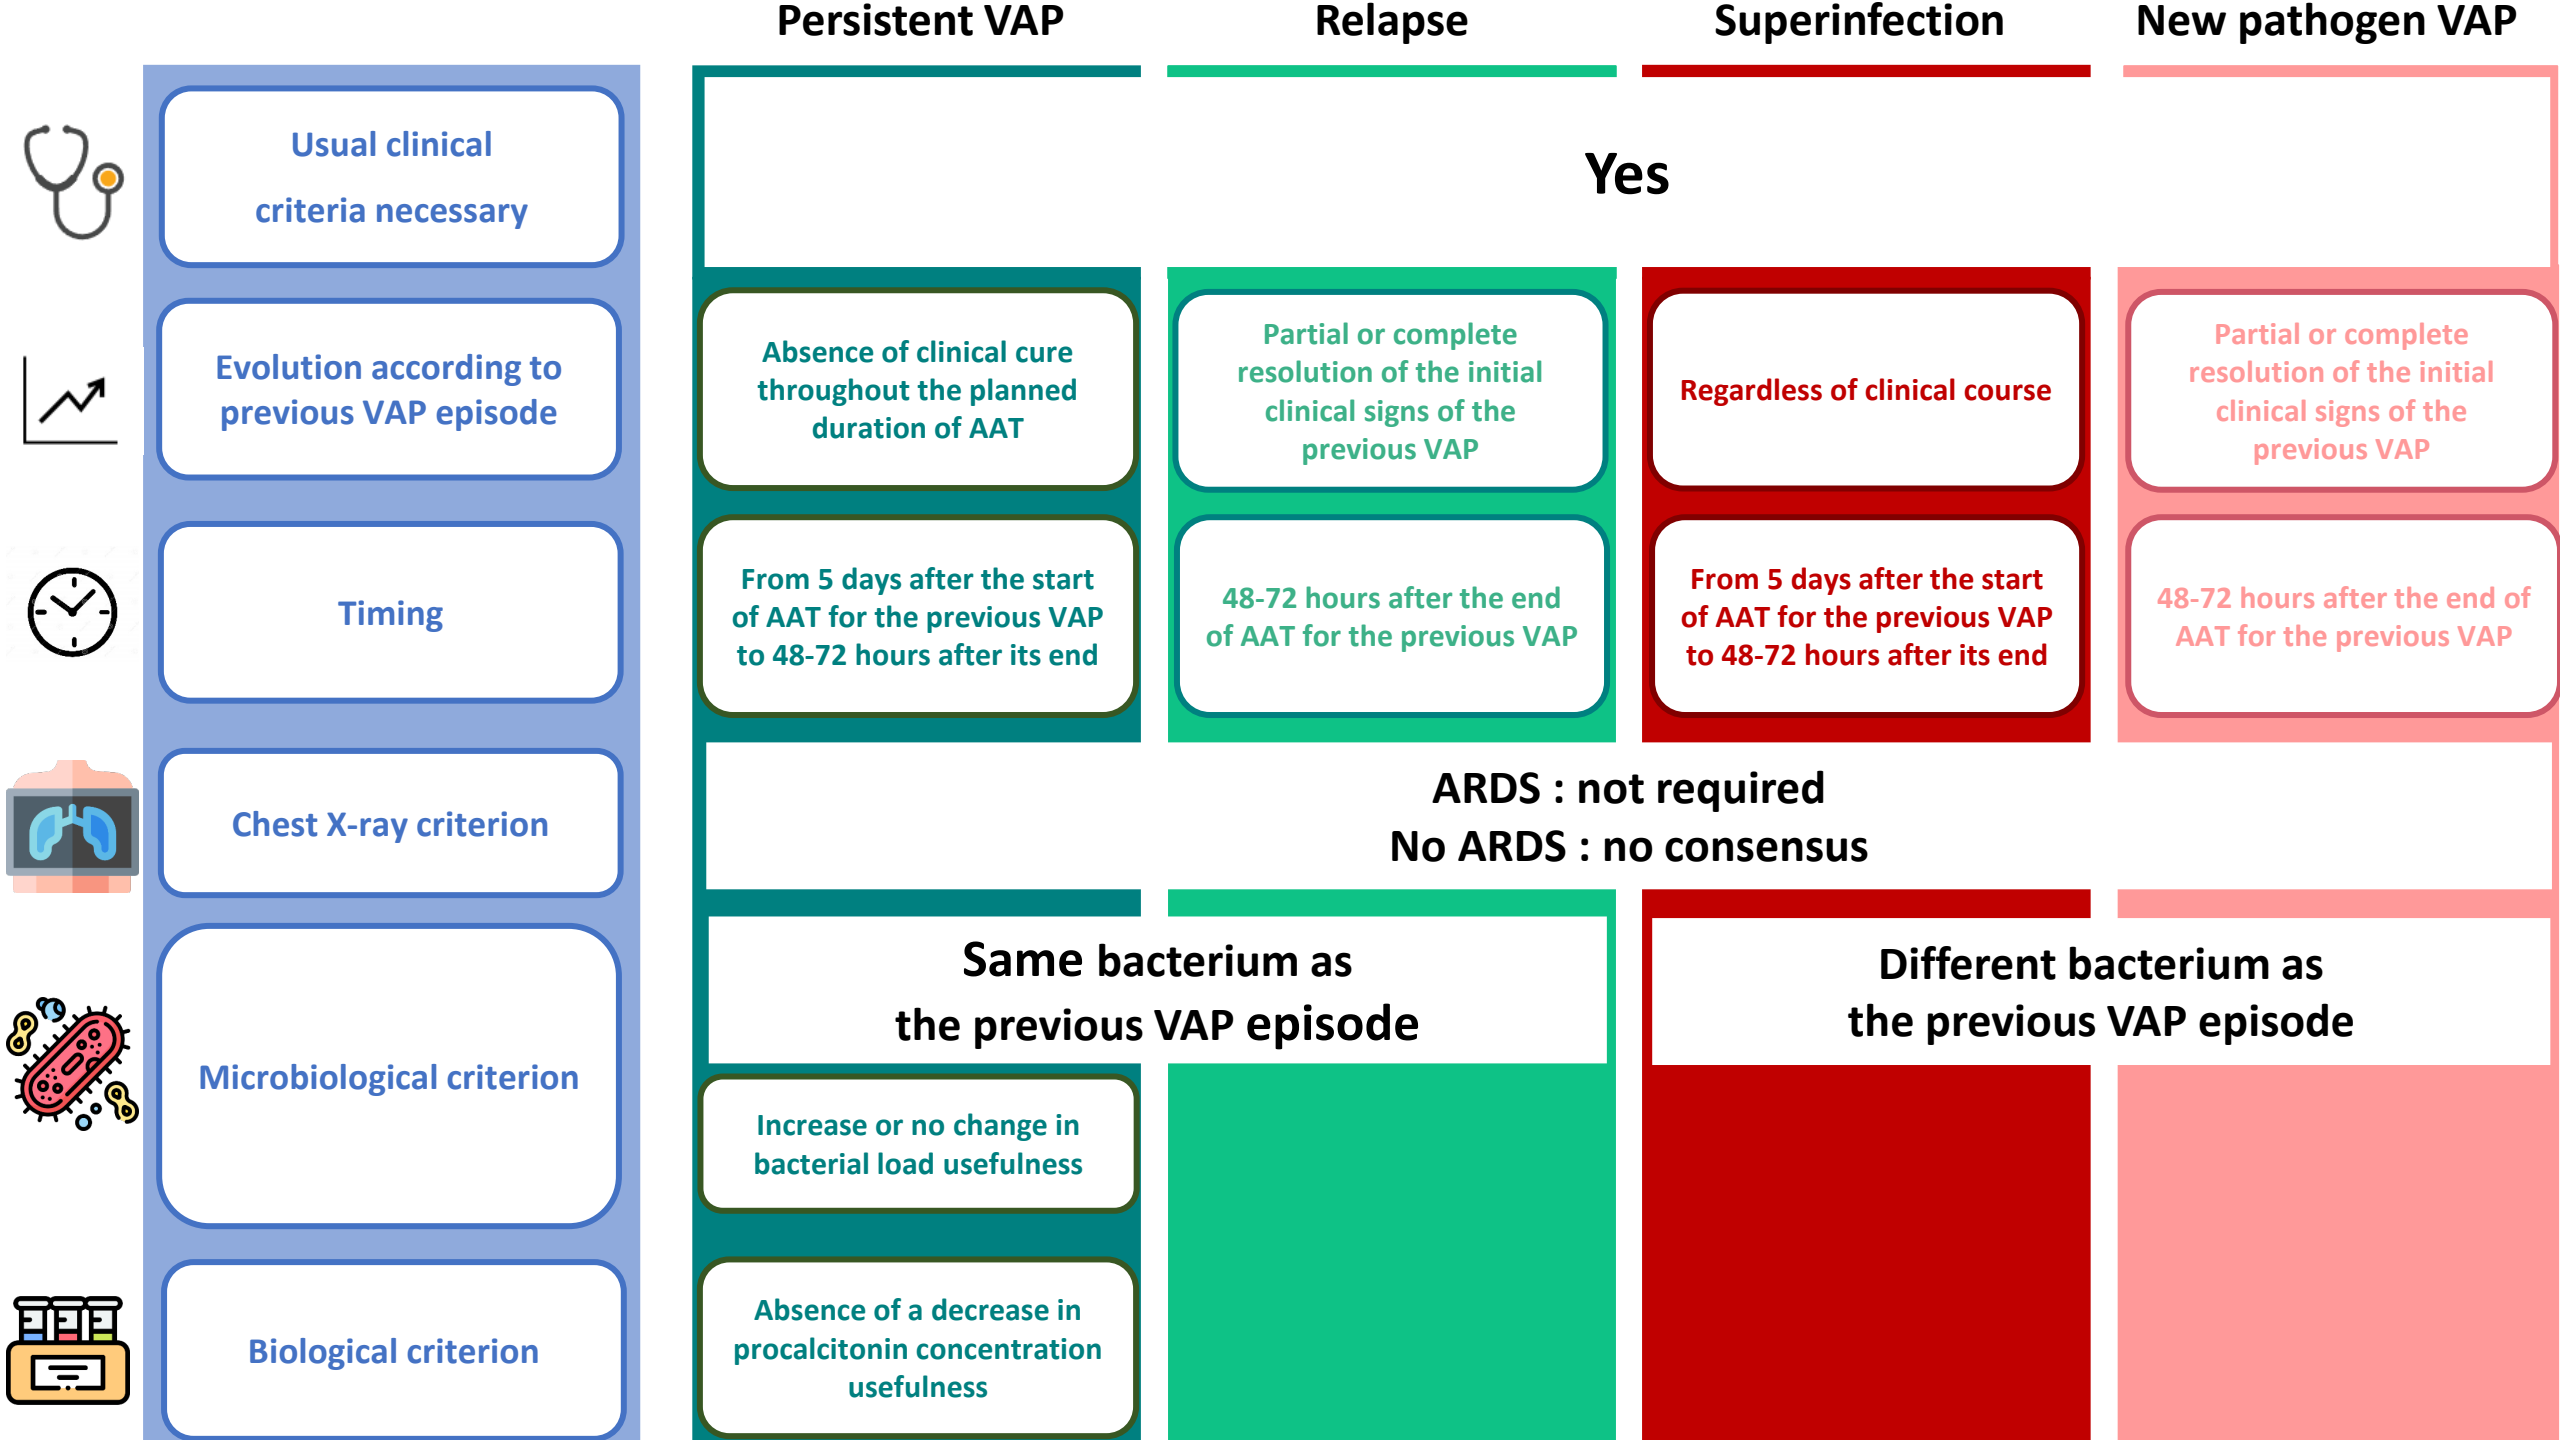 Persistent VAP
Relapse
Superinfection
New pathogen VAP
Usual clinical
criteria necessary
Yes
Evolution according to
previous VAP episode
Absence of clinical cure
throughout the planned
duration of AAT
Partial or complete
resolution of the initial
clinical signs of the
previous VAP
Regardless of clinical course
Partial or complete
resolution of the initial
clinical signs of the
previous VAP
Timing
From 5 days after the start
of AAT for the previous VAP
to 48-72 hours after its end
48-72 hours after the end
of AAT for the previous VAP
From 5 days after the start
of AAT for the previous VAP
to 48-72 hours after its end
48-72 hours after the end of
AAT for the previous VAP
Chest X-ray criterion
ARDS : not required
No ARDS : no consensus
Microbiological criterion
Same bacterium as
the previous VAP episode
Different bacterium as
the previous VAP episode
Increase or no change in
bacterial load usefulness
Biological criterion
Absence of a decrease in
procalcitonin concentration
usefulness